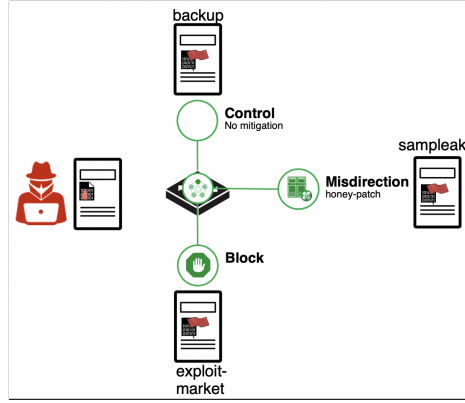 backup
Control
No mitigation
sampleak
Misdirection
honey-patch
Block
exploit-
market